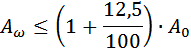 A_ω ≤ (1 + 12,5/100) · A_0